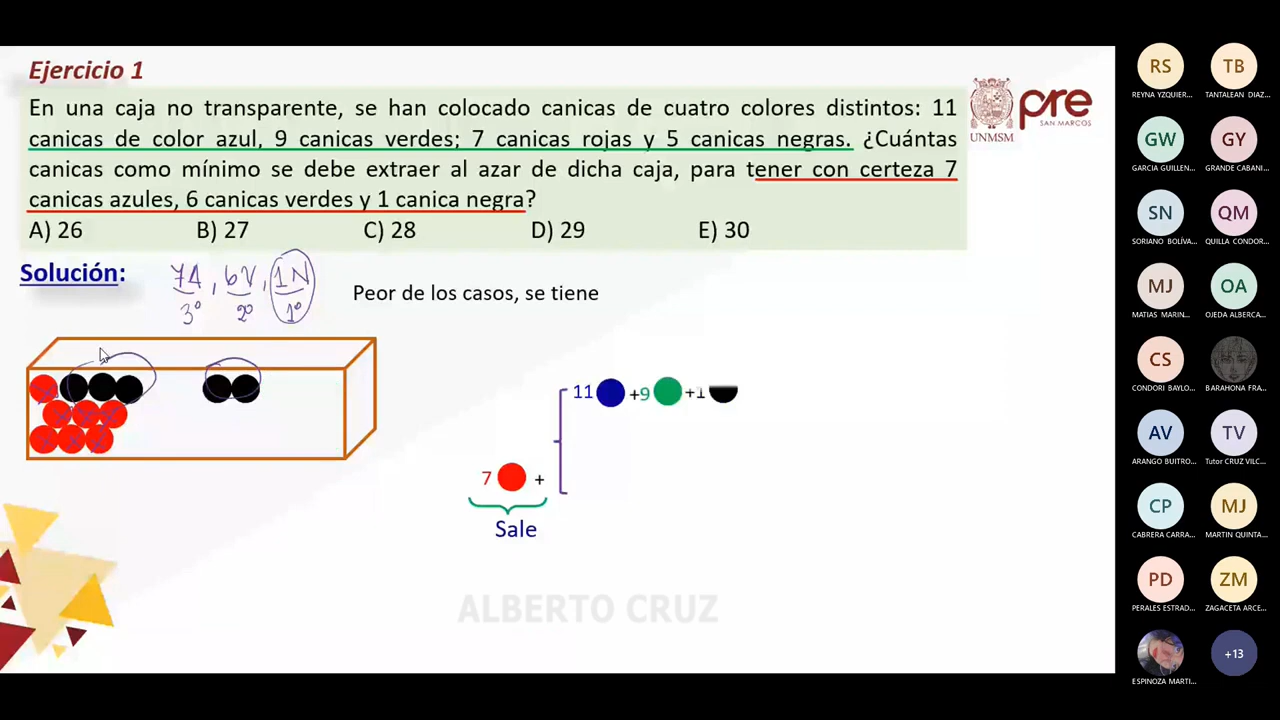 Ejercicio 1
En una caja no transparente, se han colocado canicas de cuatro colores distintos: 11
canicas de color azul, 9 canicas verdes; 7 canicas rojas y 5 canicas negras. ¿Cuántas
canicas como mínimo se debe extraer al azar de dicha caja, para tener con certeza 7
canicas azules, 6 canicas verdes y 1 canica negra?
A) 26 B) 27 C) 28 D) 29 E) 30
UNMSM
pre
SAN MARCOS
Solución:
7A, 6V, 1N
3° 2° 1°
Peor de los casos, se tiene
11 +9 +1
7 +
Sale
ALBERTO CRUZ
RS TB
REYNA YZQUIER... TANTALEAN DIAZ...
GW GY
GARCIA GUILLEN... GRANDE CABANI...
SN QM
SORIANO BOLÍVA... QUILLA CONDOR...
MJ OA
MATIAS MARIN... OJEDA ALBERCA...
CS
CONDORI BAYLO... BARAHONA FRA...
AV TV
ARANGO BUITRO... Tutor CRUZ VILC...
CP MJ
CABRERA CARRA... MARTIN QUINTA...
PD ZM
PERALES ESTRAD... ZAGACETA ARCE...
+13
ESPINOZA MARTI...